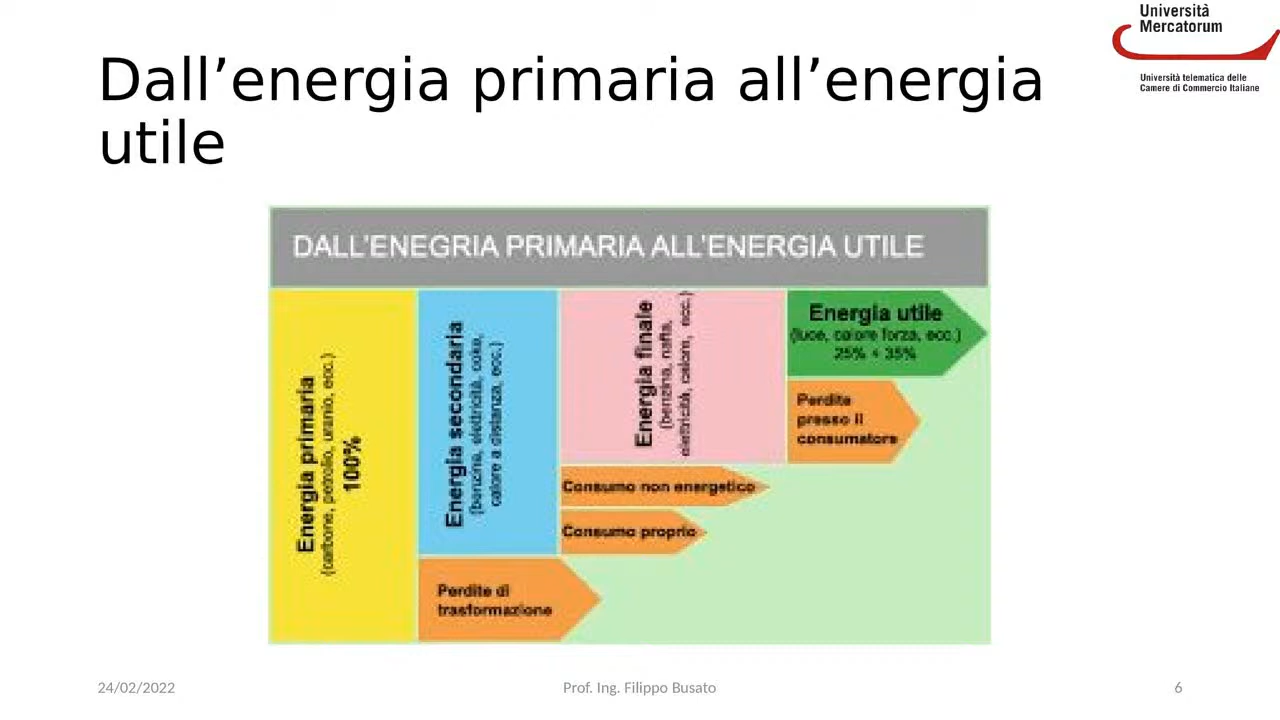 Università
Mercatorum
Università telematica delle
Camere di Commercio Italiane
Dall’energia primaria all’energia
utile
DALL'ENEGRIA PRIMARIA ALL'ENERGIA UTILE
Energia primaria
(carbone, petrolio, uranio, ecc.)
100%
Energia secondaria
(benzina, elettricità, coke,
calore a distanza, ecc.)
Energia finale
(benzina, nafta,
elettricità, calore, ecc.)
Energia utile
(luce, calore forza, ecc.)
25% ÷ 35%
Perdite
presso il
consumatore
Consumo non energetico
Consumo proprio
Perdite di
trasformazione
24/02/2022
Prof. Ing. Filippo Busato
6